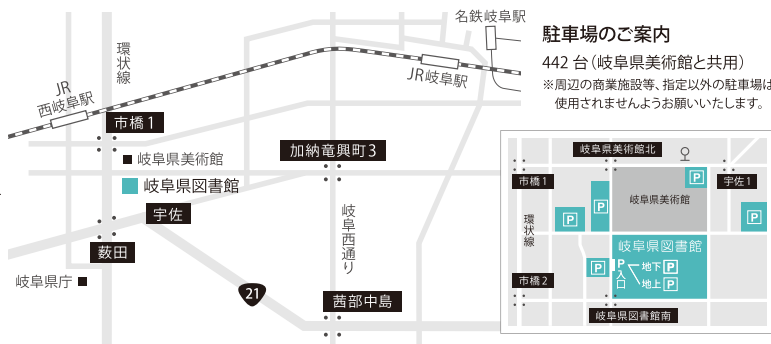 名鉄岐阜駅
環状線
JR
西岐阜駅
JR岐阜駅
市橋1
岐阜県美術館
加納竜興町3
岐阜県図書館
宇佐
岐阜西通り
薮田
岐阜県庁
21
茜部中島
駐車場のご案内
442台(岐阜県美術館と共用)
※周辺の商業施設等、指定以外の駐車場は
使用されませんようお願いいたします。
岐阜県美術館北
市橋1
P
宇佐1
岐阜県美術館
P
P
P
環状線
岐阜県図書館
P
P入口
地下P
地上P
市橋2
岐阜県図書館南